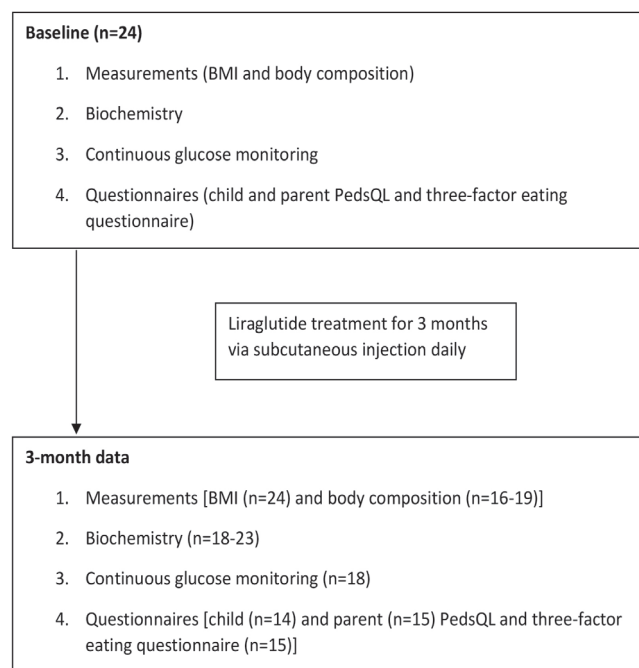 Baseline (n=24)
1. Measurements (BMI and body composition)
2. Biochemistry
3. Continuous glucose monitoring
4. Questionnaires (child and parent PedsQL and three-factor eating
questionnaire)
Liraglutide treatment for 3 months
via subcutaneous injection daily
3-month data
1. Measurements [BMI (n=24) and body composition (n=16-19)]
2. Biochemistry (n=18-23)
3. Continuous glucose monitoring (n=18)
4. Questionnaires [child (n=14) and parent (n=15) PedsQL and three-factor
eating questionnaire (n=15)]